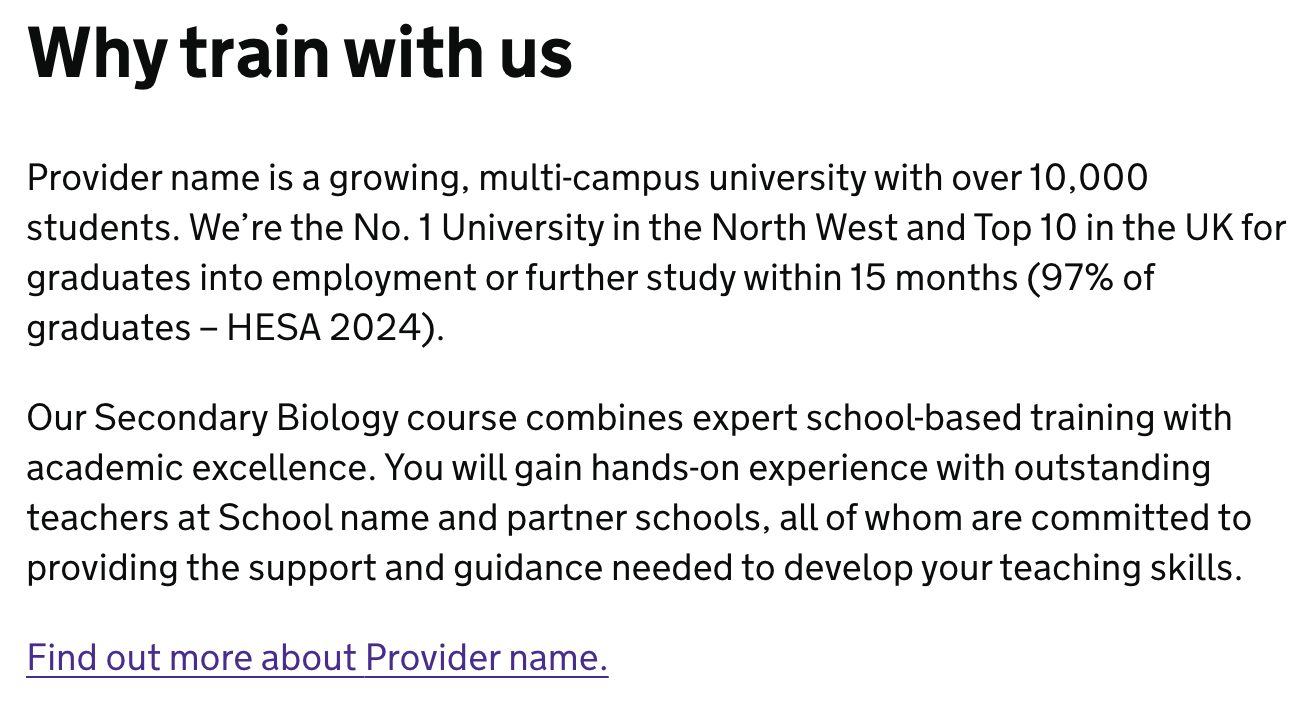 Why train with us
Provider name is a growing, multi-campus university with over 10,000
students. We’re the No. 1 University in the North West and Top 10 in the UK for
graduates into employment or further study within 15 months (97% of
graduates – HESA 2024).
Our Secondary Biology course combines expert school-based training with
academic excellence. You will gain hands-on experience with outstanding
teachers at School name and partner schools, all of whom are committed to
providing the support and guidance needed to develop your teaching skills.
Find out more about Provider name.